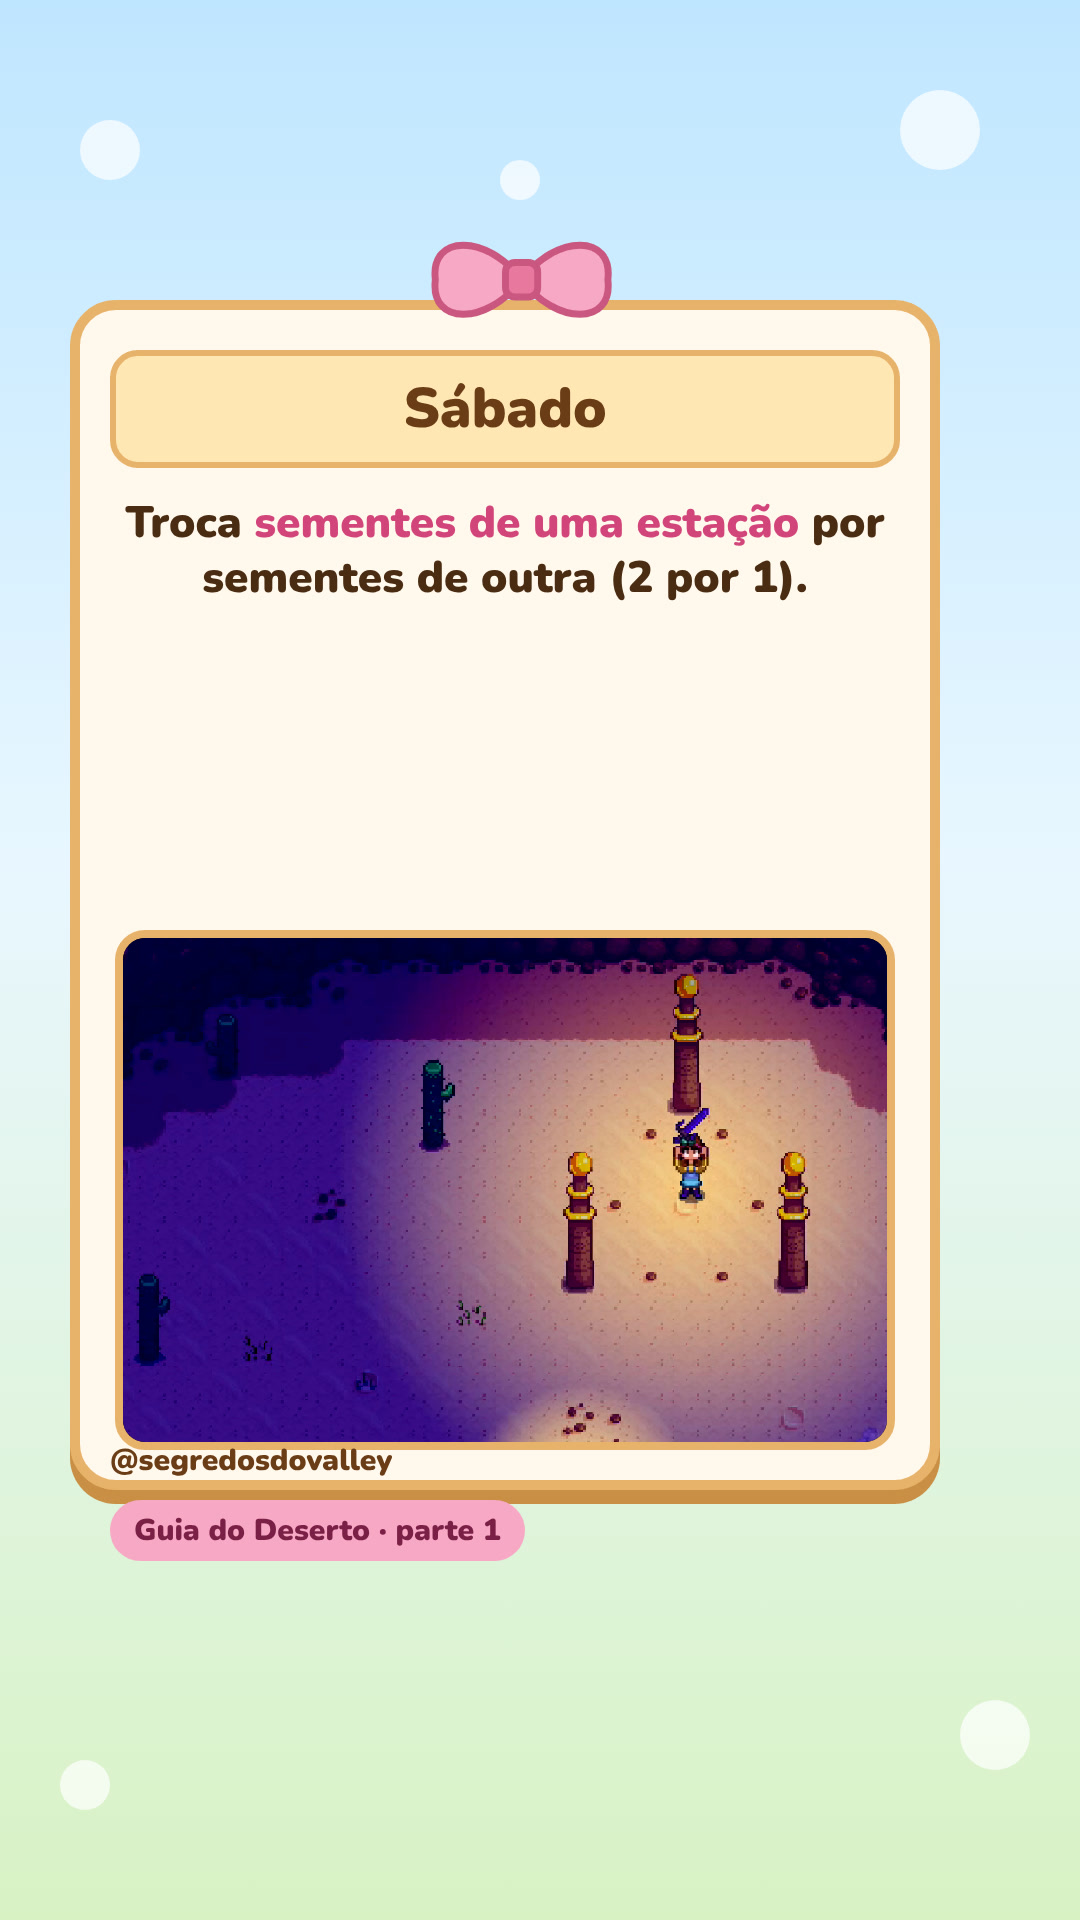 Sábado
Troca sementes de uma estação por
sementes de outra (2 por 1).
@segredosdovalley
Guia do Deserto · parte 1